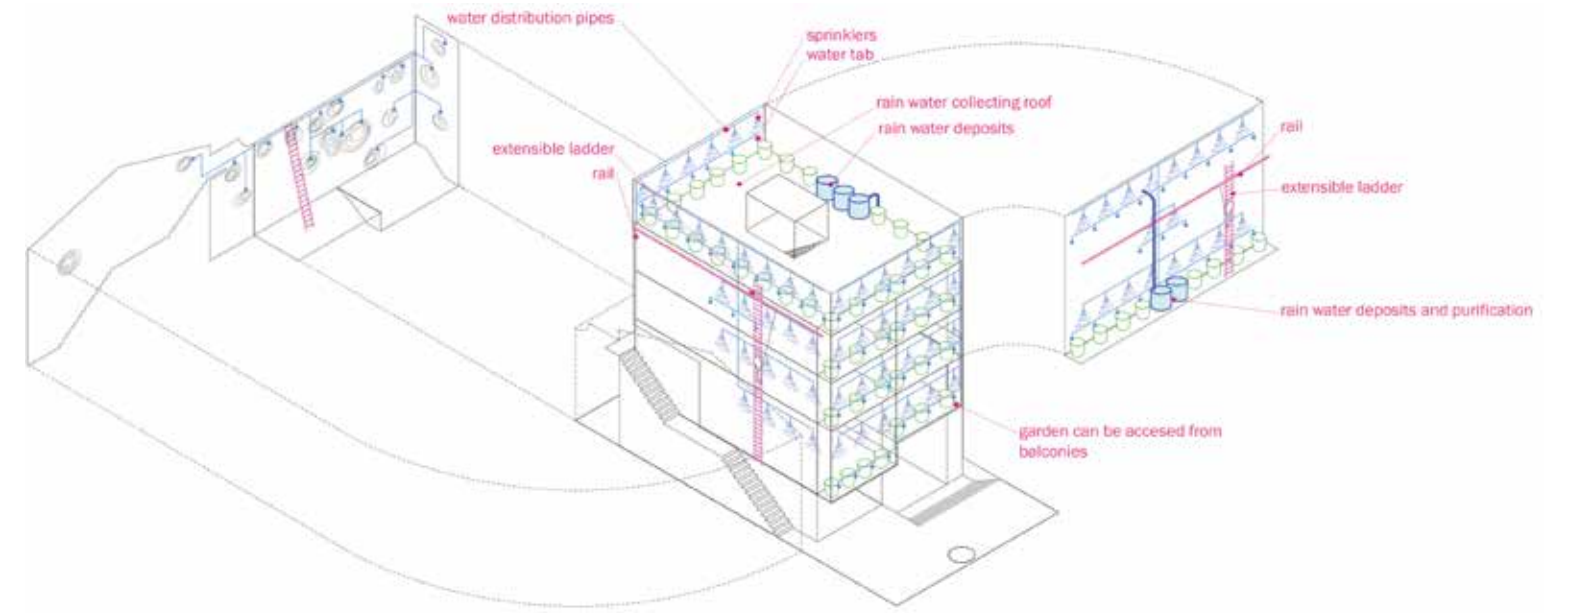 water distribution pipes
sprinklers
water tab
rain water collecting roof
rain water deposits
extensible ladder
rail
rail
extensible ladder
rain water deposits and purification
garden can be accesed from
balconies